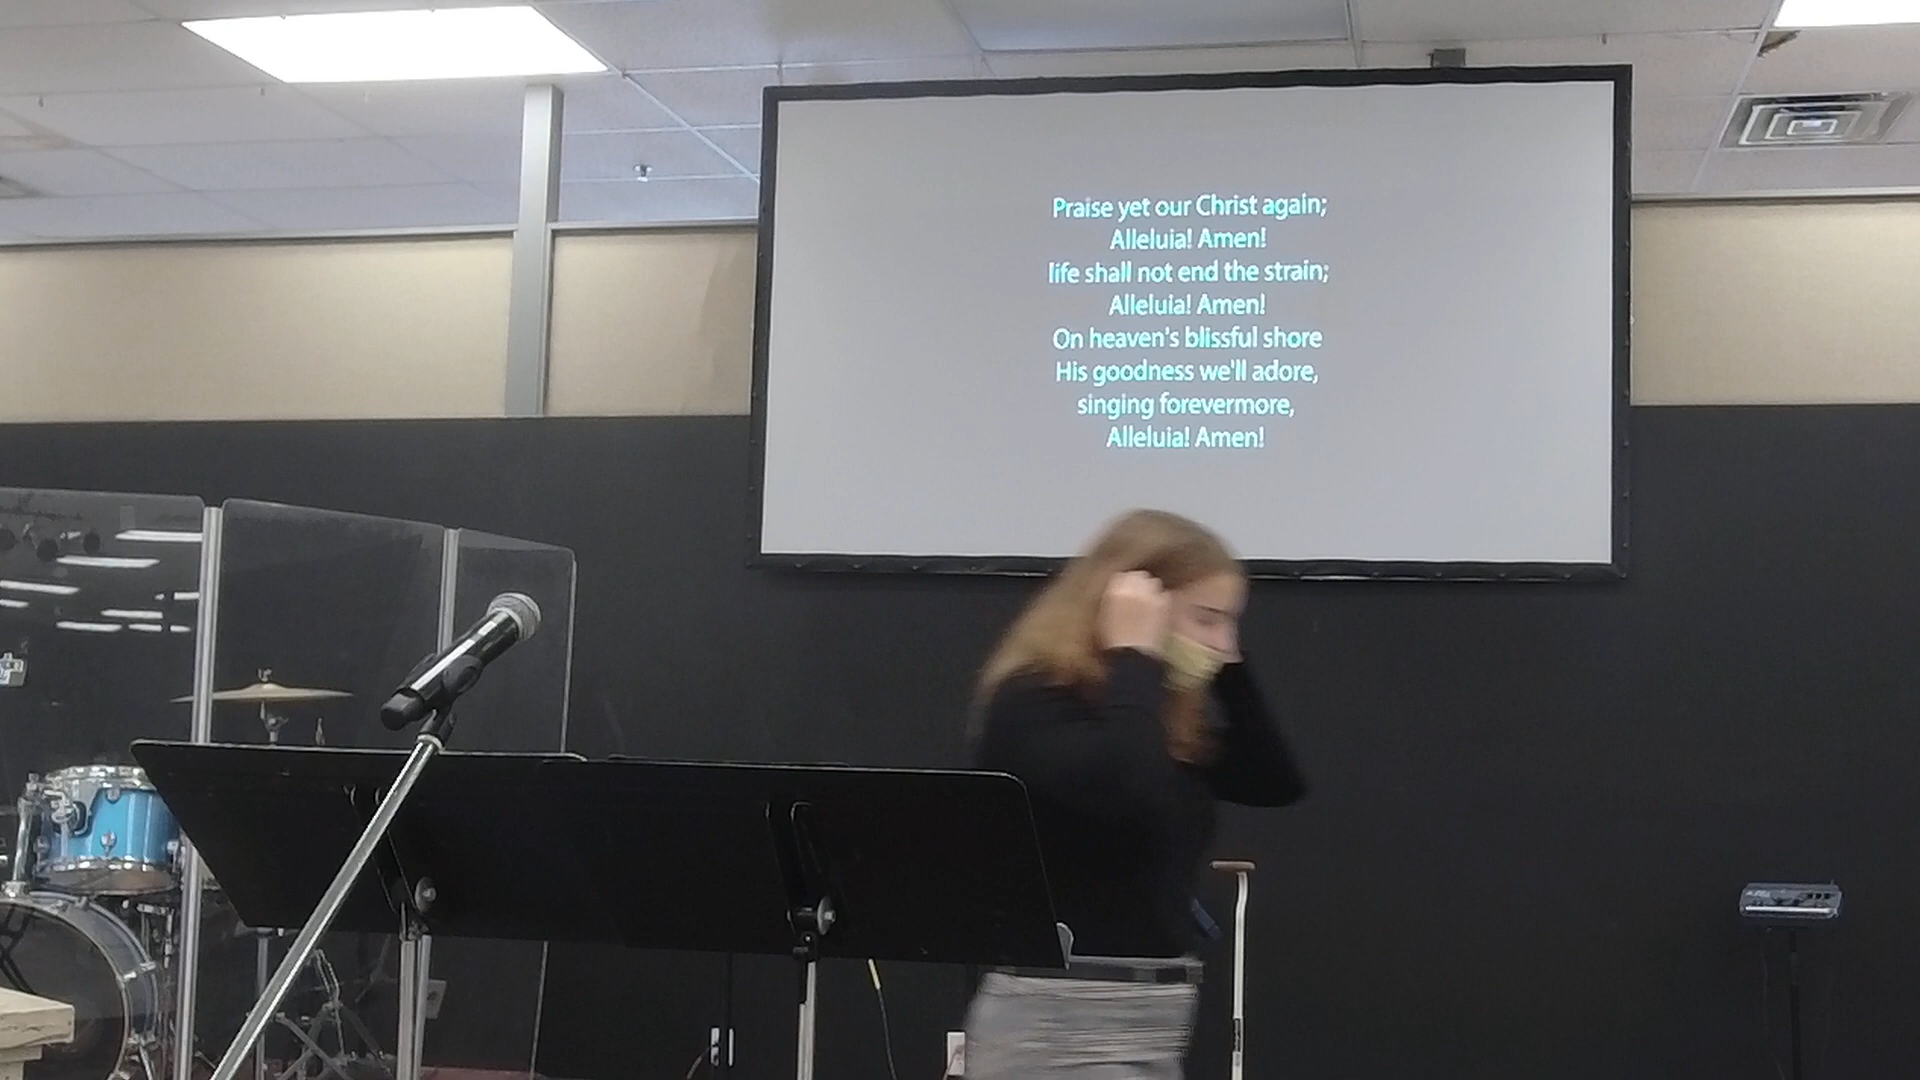 Praise yet our Christ again;
Alleluia! Amen!
life shall not end the strain;
Alleluia! Amen!
On heaven's blissful shore
His goodness we'll adore,
singing forevermore,
Alleluia! Amen!